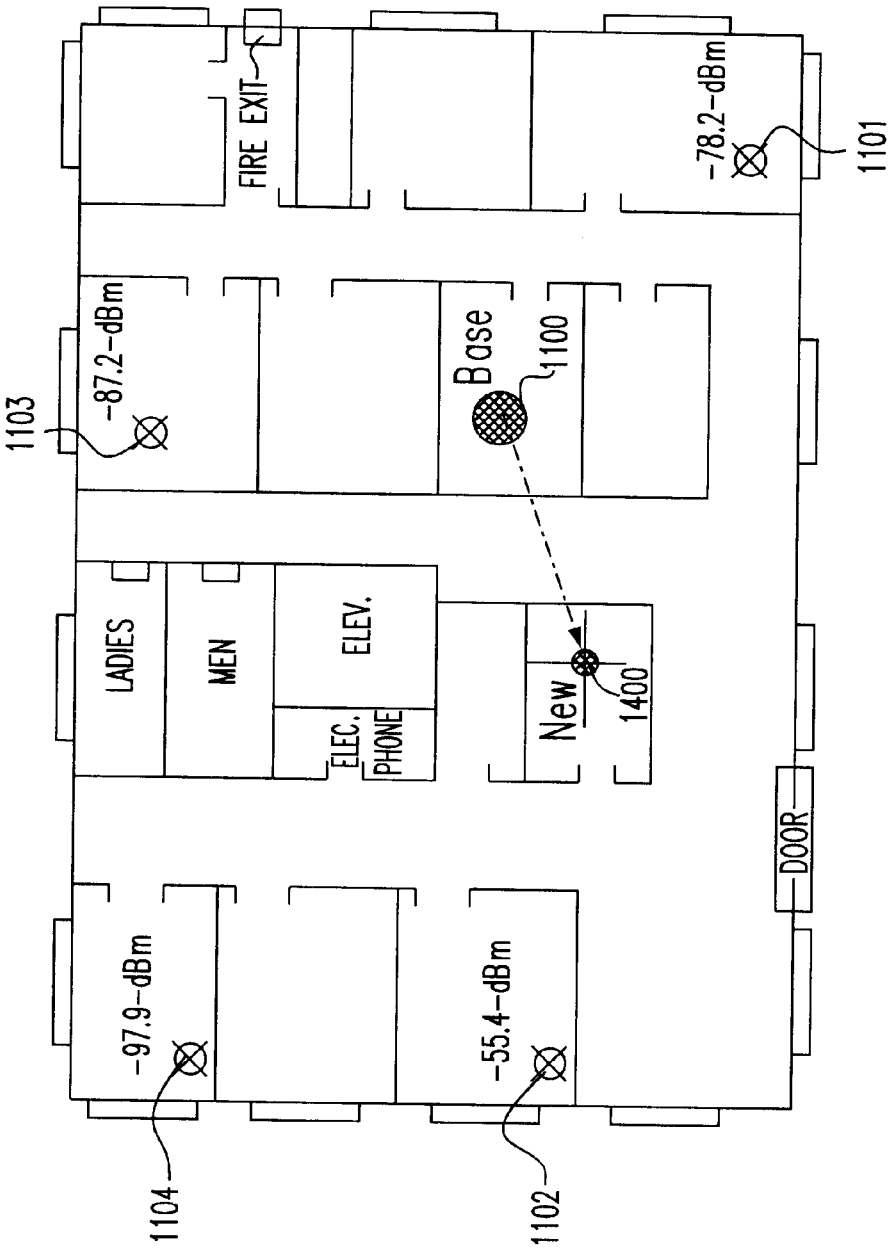 FIRE EXIT
-78.2-dBm
1101
-87.2-dBm
1103
Base
1100
LADIES
MEN
ELEV.
ELEC.
PHONE
New
1400
DOOR
-97.9-dBm
1104
-55.4-dBm
1102